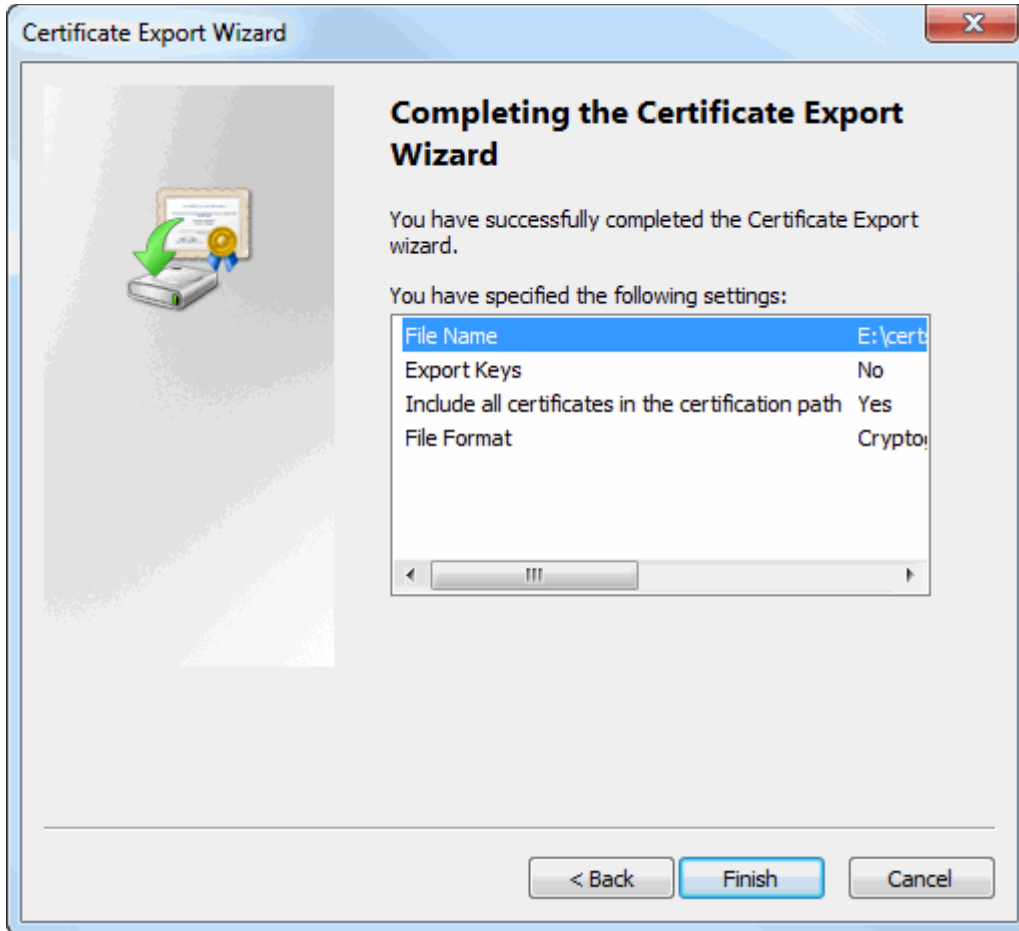 Certificate Export Wizard
Completing the Certificate Export
Wizard
You have successfully completed the Certificate Export
wizard.
You have specified the following settings:
File Name E:\certs
Export Keys No
Include all certificates in the certification path Yes
File Format
< Back Finish Cancel